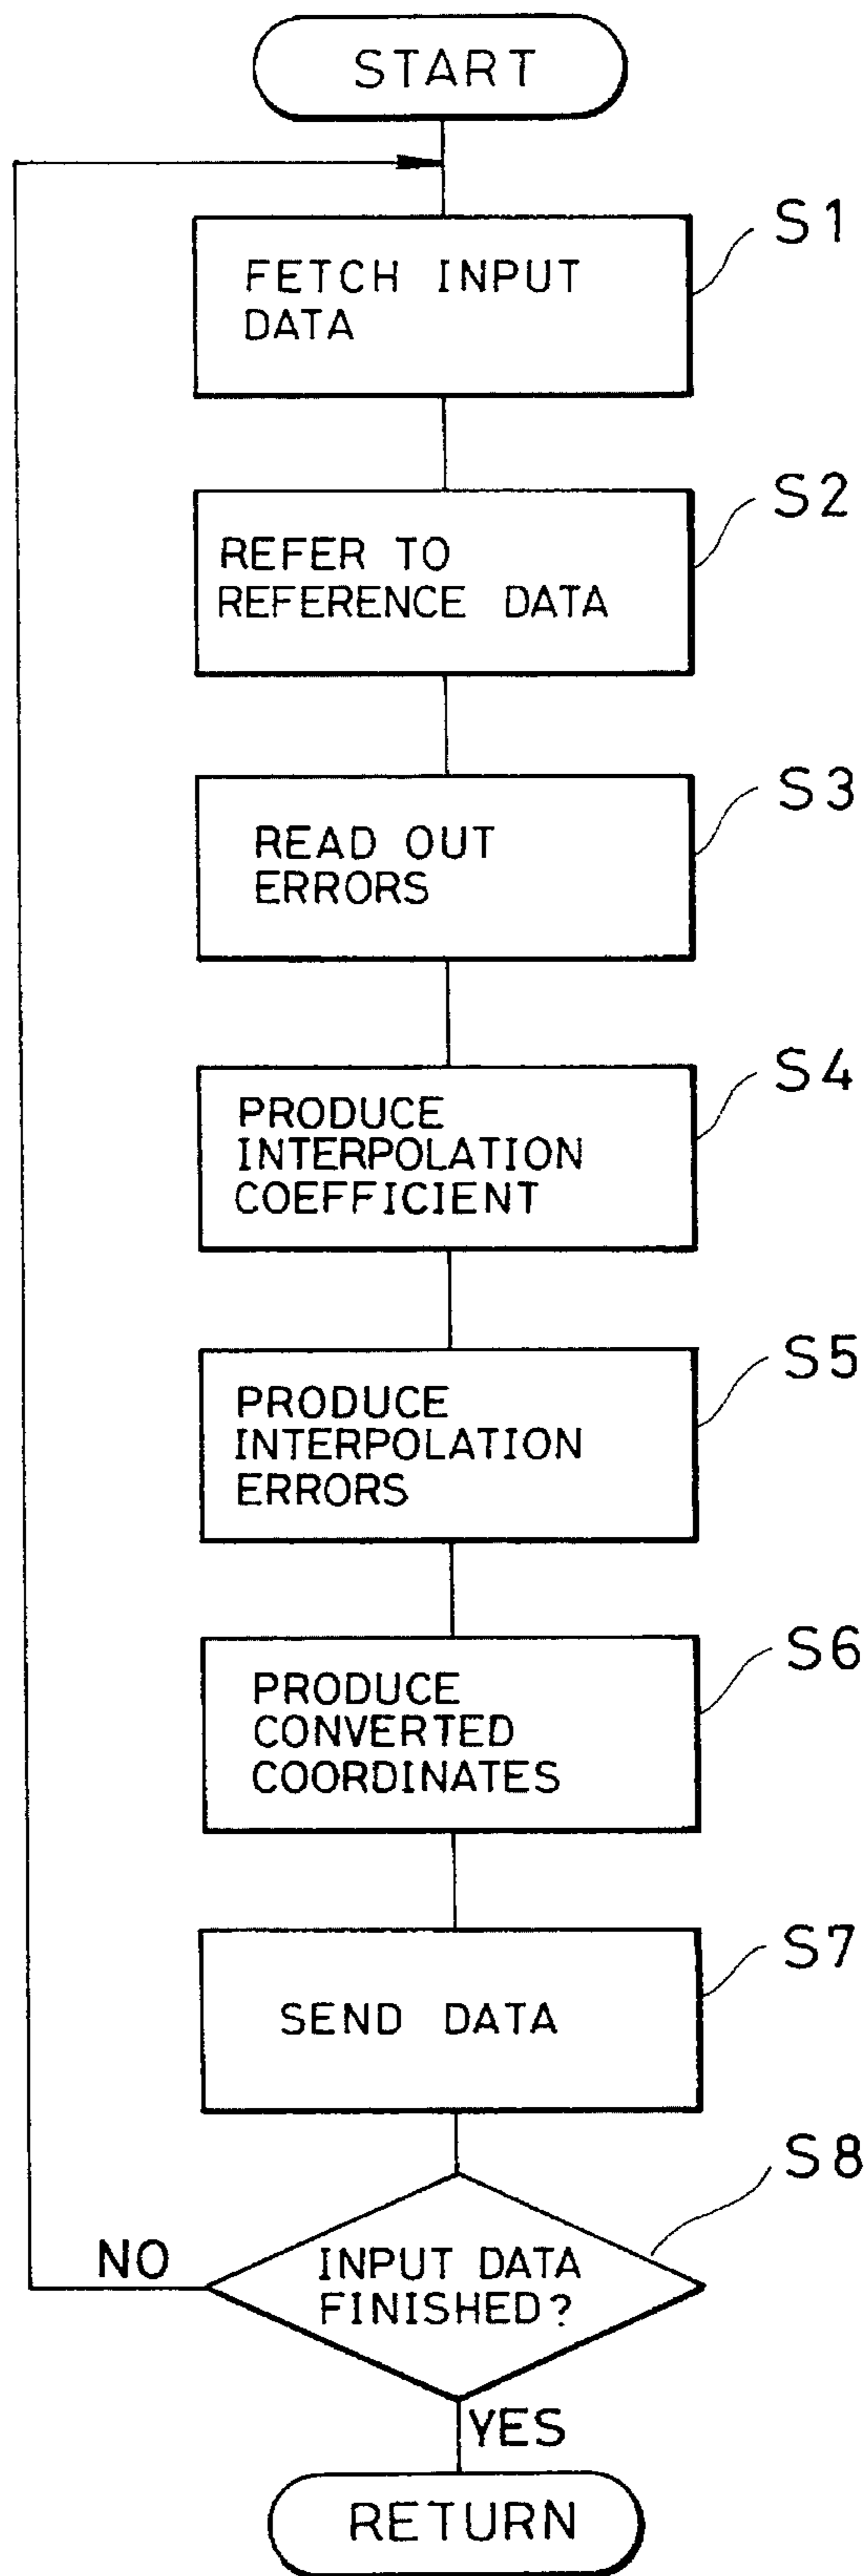 START
S1
FETCH INPUT
DATA
S2
REFER TO
REFERENCE DATA
S3
READ OUT
ERRORS
S4
PRODUCE
INTERPOLATION
COEFFICIENT
S5
PRODUCE
INTERPOLATION
ERRORS
S6
PRODUCE
CONVERTED
COORDINATES
S7
SEND DATA
S8
NO
INPUT DATA
FINISHED?
YES
RETURN